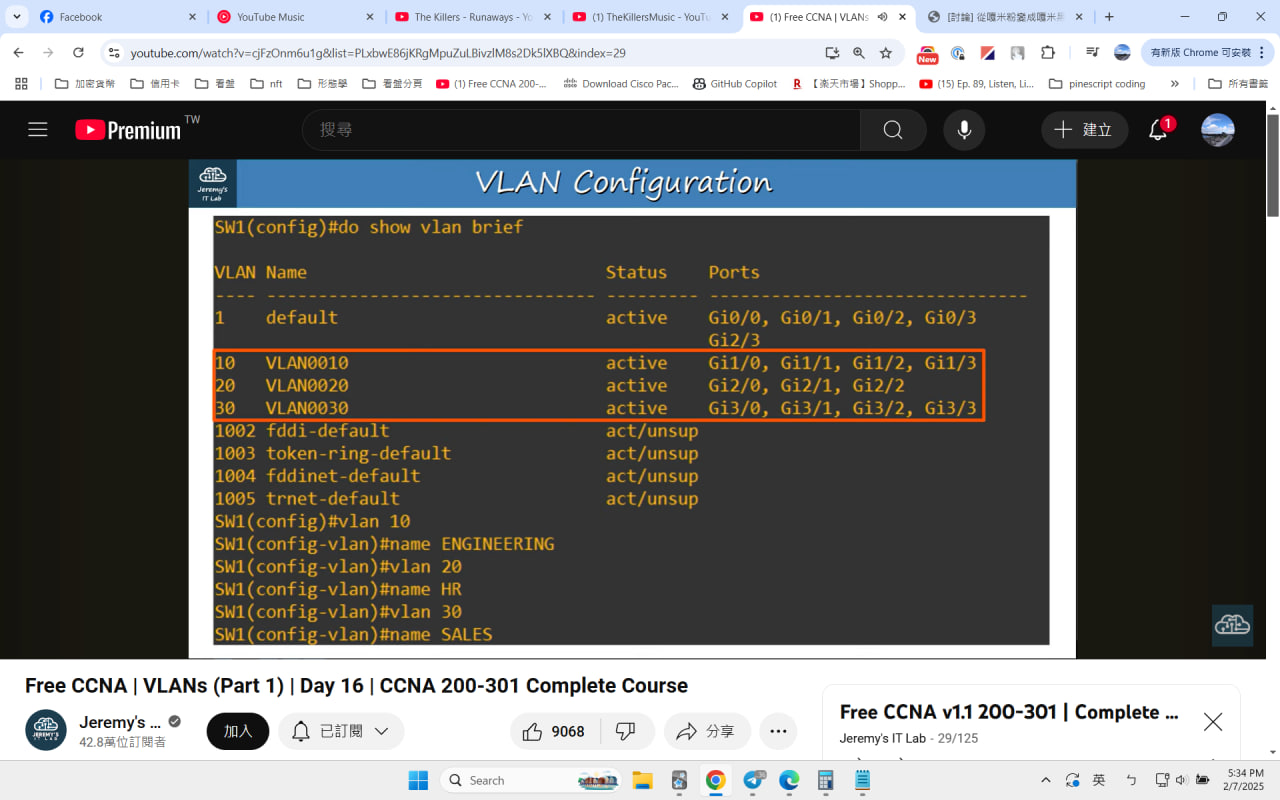 Facebook
YouTube Music
The Killers - Runaways - Yo
(1) TheKillersMusic - YouTu
(1) Free CCNA | VLANs
[討論] 從嘎米粉變成嘎米黑
youtube.com/watch?v=cjFzOnm6u1g&list=PLxbwE86jKRgMpuZuLBivzlM8s2Dk5lXBQ&index=29
New
有新版 Chrome 可安裝
加密貨幣
信用卡
看盤
nft
形態學
看盤分頁
(1) Free CCNA 200-...
Download Cisco Pac...
GitHub Copilot
R 【楽天市場】Shopp...
(15) Ep. 89, Listen, Li...
pinescript coding
所有書籤
Premium TW
搜尋
建立
1
Jeremy's
IT Lab
VLAN Configuration
SW1(config)#do show vlan brief
VLAN Name Status Ports
---- -------------------------------- --------- -------------------------------
1 default active Gi0/0, Gi0/1, Gi0/2, Gi0/3
Gi2/3
10 VLAN0010 active Gi1/0, Gi1/1, Gi1/2, Gi1/3
20 VLAN0020 active Gi2/0, Gi2/1, Gi2/2
30 VLAN0030 active Gi3/0, Gi3/1, Gi3/2, Gi3/3
1002 fddi-default act/unsup
1003 token-ring-default act/unsup
1004 fddinet-default act/unsup
1005 trnet-default act/unsup
SW1(config)#vlan 10
SW1(config-vlan)#name ENGINEERING
SW1(config-vlan)#vlan 20
SW1(config-vlan)#name HR
SW1(config-vlan)#vlan 30
SW1(config-vlan)#name SALES
Free CCNA | VLANs (Part 1) | Day 16 | CCNA 200-301 Complete Course
JEREMY'S
IT LAB
Jeremy's ...
42.8萬位訂閱者
加入
已訂閱
9068
分享
Free CCNA v1.1 200-301 | Complete ...
Jeremy's IT Lab - 29/125
Search
英
ㄅ
5:34 PM
2/7/2025